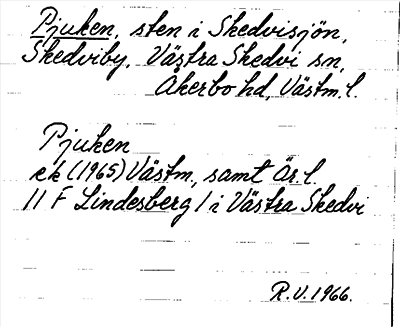 Pjuken, sten i Skedvisjön,
Skedviby, Västra Skedvi sn,
Åkerbo hd, Västm. l.
Pjuken
ek (1965) Västm., samt Ör. l.
11 F Lindesberg / i Västra Skedvi
R.V. 1966.